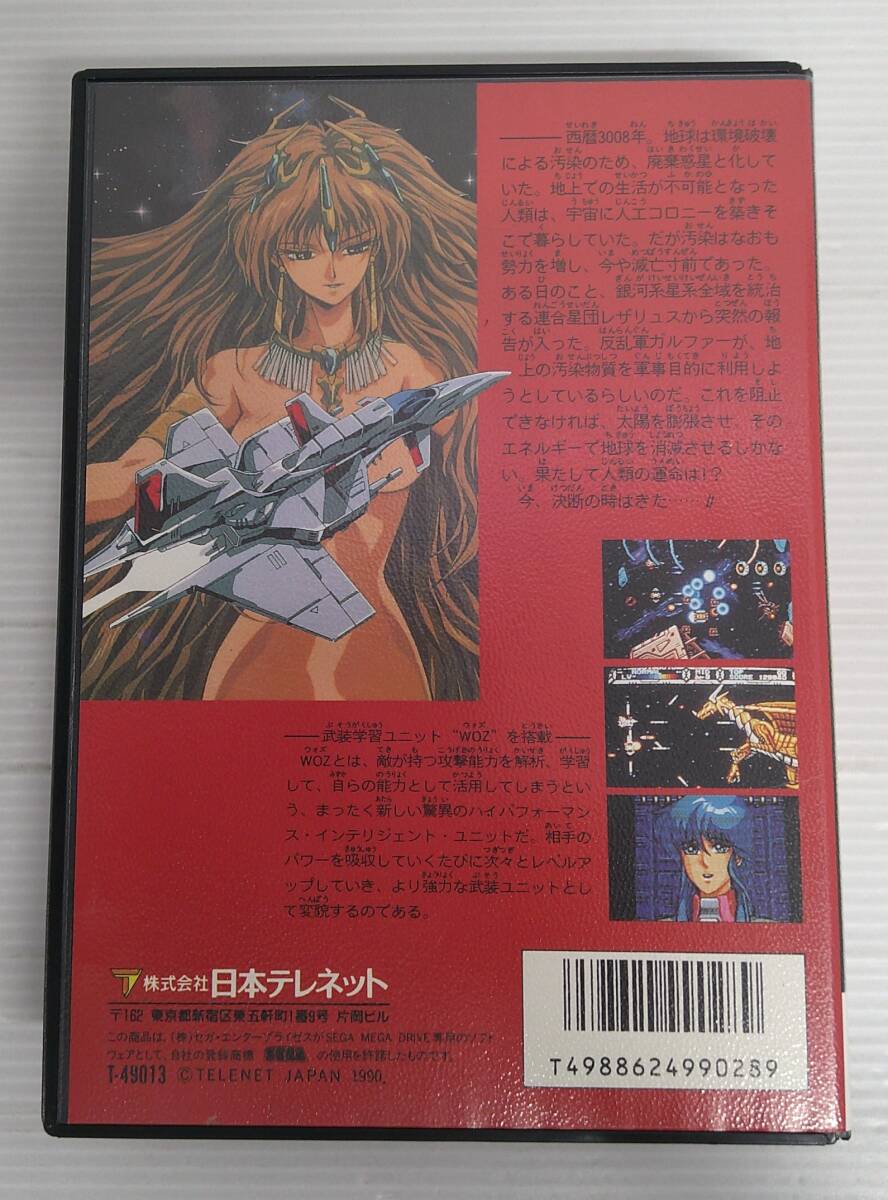 ――西暦3008年。地球は環境破壊
による汚染のため、廃棄惑星と化して
いた。地上での生活が不可能となった
人類は、宇宙に人工コロニーを築きそ
こで暮らしていた。だが汚染はなおも
勢力を増し、今や滅亡寸前であった。
ある日のこと、銀河系星系全域を統治
する連合星団レザリュスから突然の報
告が入った。反乱軍ガルファーが、地
上の汚染物質を軍事目的に利用しよ
うとしているらしいのだ。これを阻止
できなければ、太陽を膨張させ、その
エネルギーで地球を消滅させるしかな
い。果たして人類の運命は!?
今、決断の時はきた……!!
LV-
TOP
SCORE
――武装学習ユニット“WOZ”を搭載――
WOZとは、敵が持つ攻撃能力を解析、学習
して、自らの能力として活用してしまうとい
う、まったく新しい驚異のハイパフォーマン
ス・インテリジェント・ユニットだ。相手の
パワーを吸収していくたびに次々とレベルア
ップしていき、より強力な武装ユニットとし
て変貌するのである。
株式会社日本テレネット
〒162 東京都新宿区東五軒町1番9号 片岡ビル
この商品は、(株)セガ・エンタープライゼスがSEGA MEGA DRIVE専用のソフト
ウェアとして、自社の登録商標 の使用を許諾したものです。
T-49013 ©TELENET JAPAN 1990.
T4988624990289